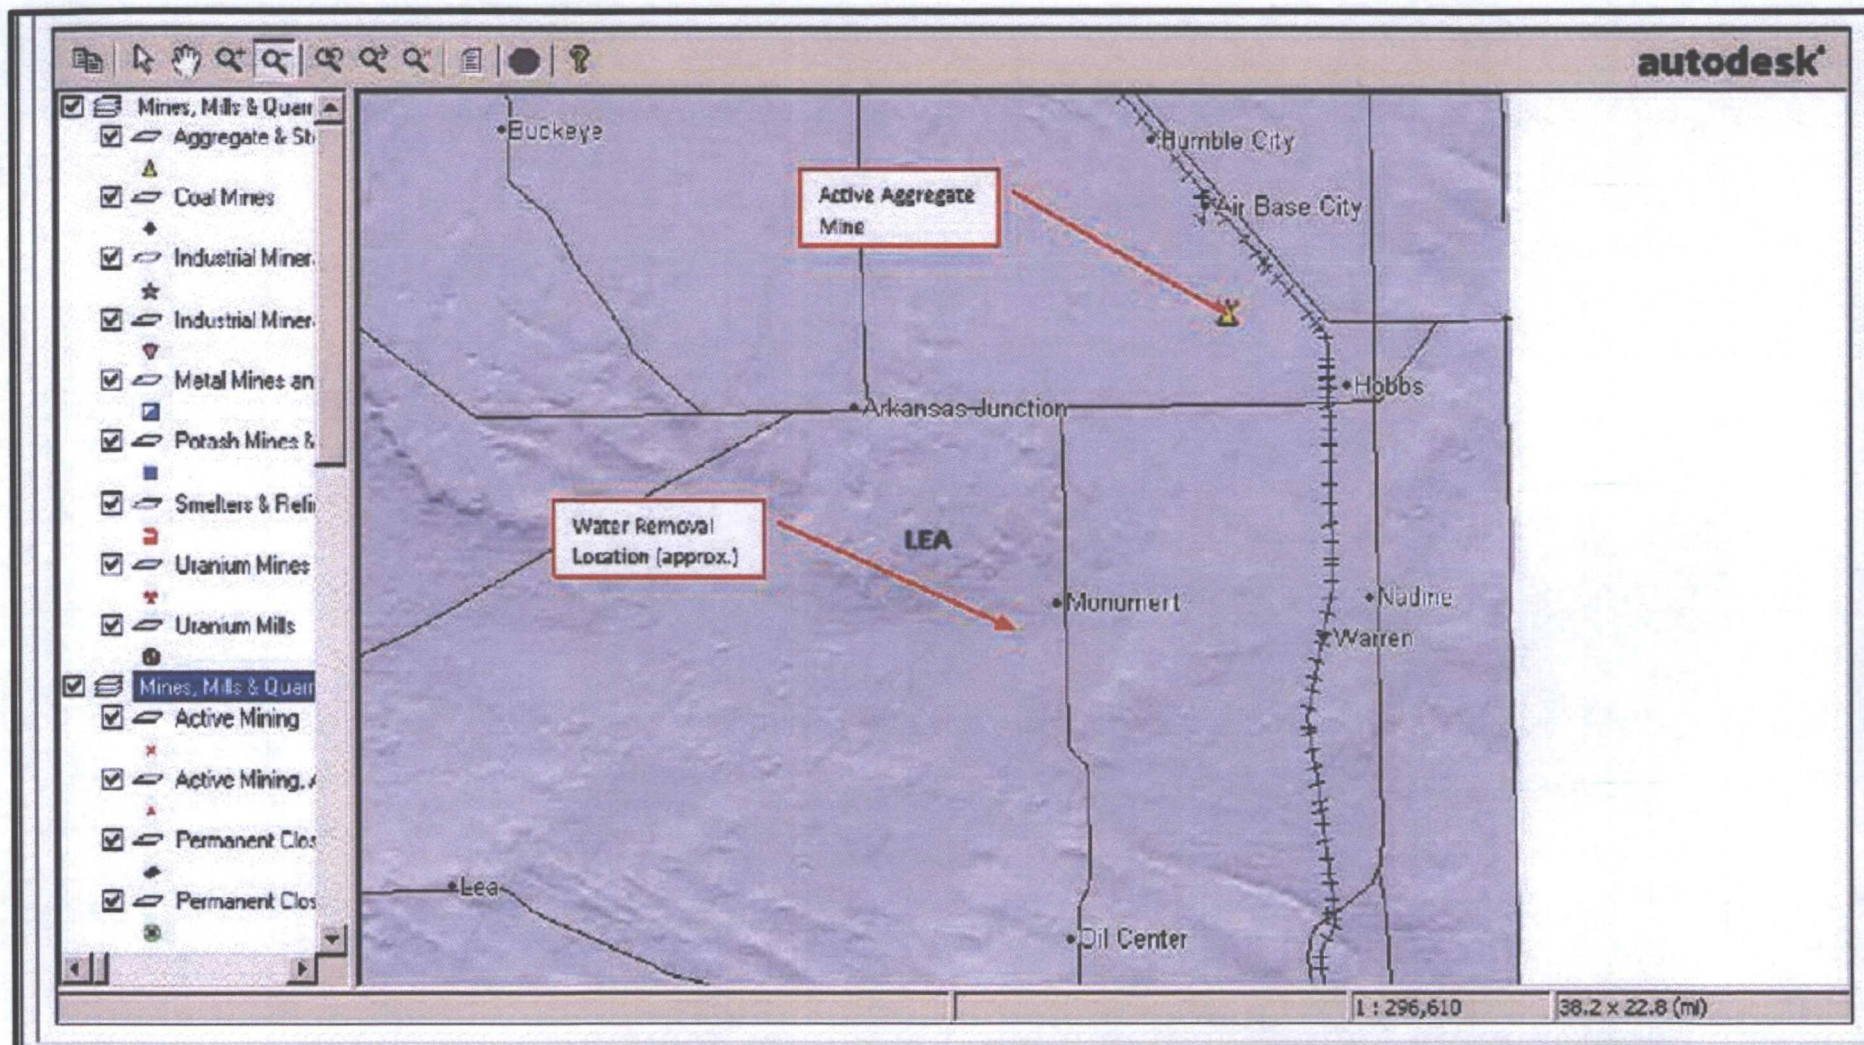 autodesk
Mines, Mills & Quarr
Aggregate & St
Coal Mines
Industrial Miner
Industrial Miner
Metal Mines an
Potash Mines &
Smelters & Refi
Uranium Mines
Uranium Mills
Mines, Mills & Quarr
Active Mining
Active Mining, A
Permanent Clos
Permanent Clos
Buckeye
Humble City
Active Aggregate
Mine
Air Base City
Hobbs
Arkansas Junction
Water Removal
Location (approx.)
LEA
Monument
Nadine
Warren
Lea
Oil Center
1 : 296,610
38.2 x 22.8 (mi)